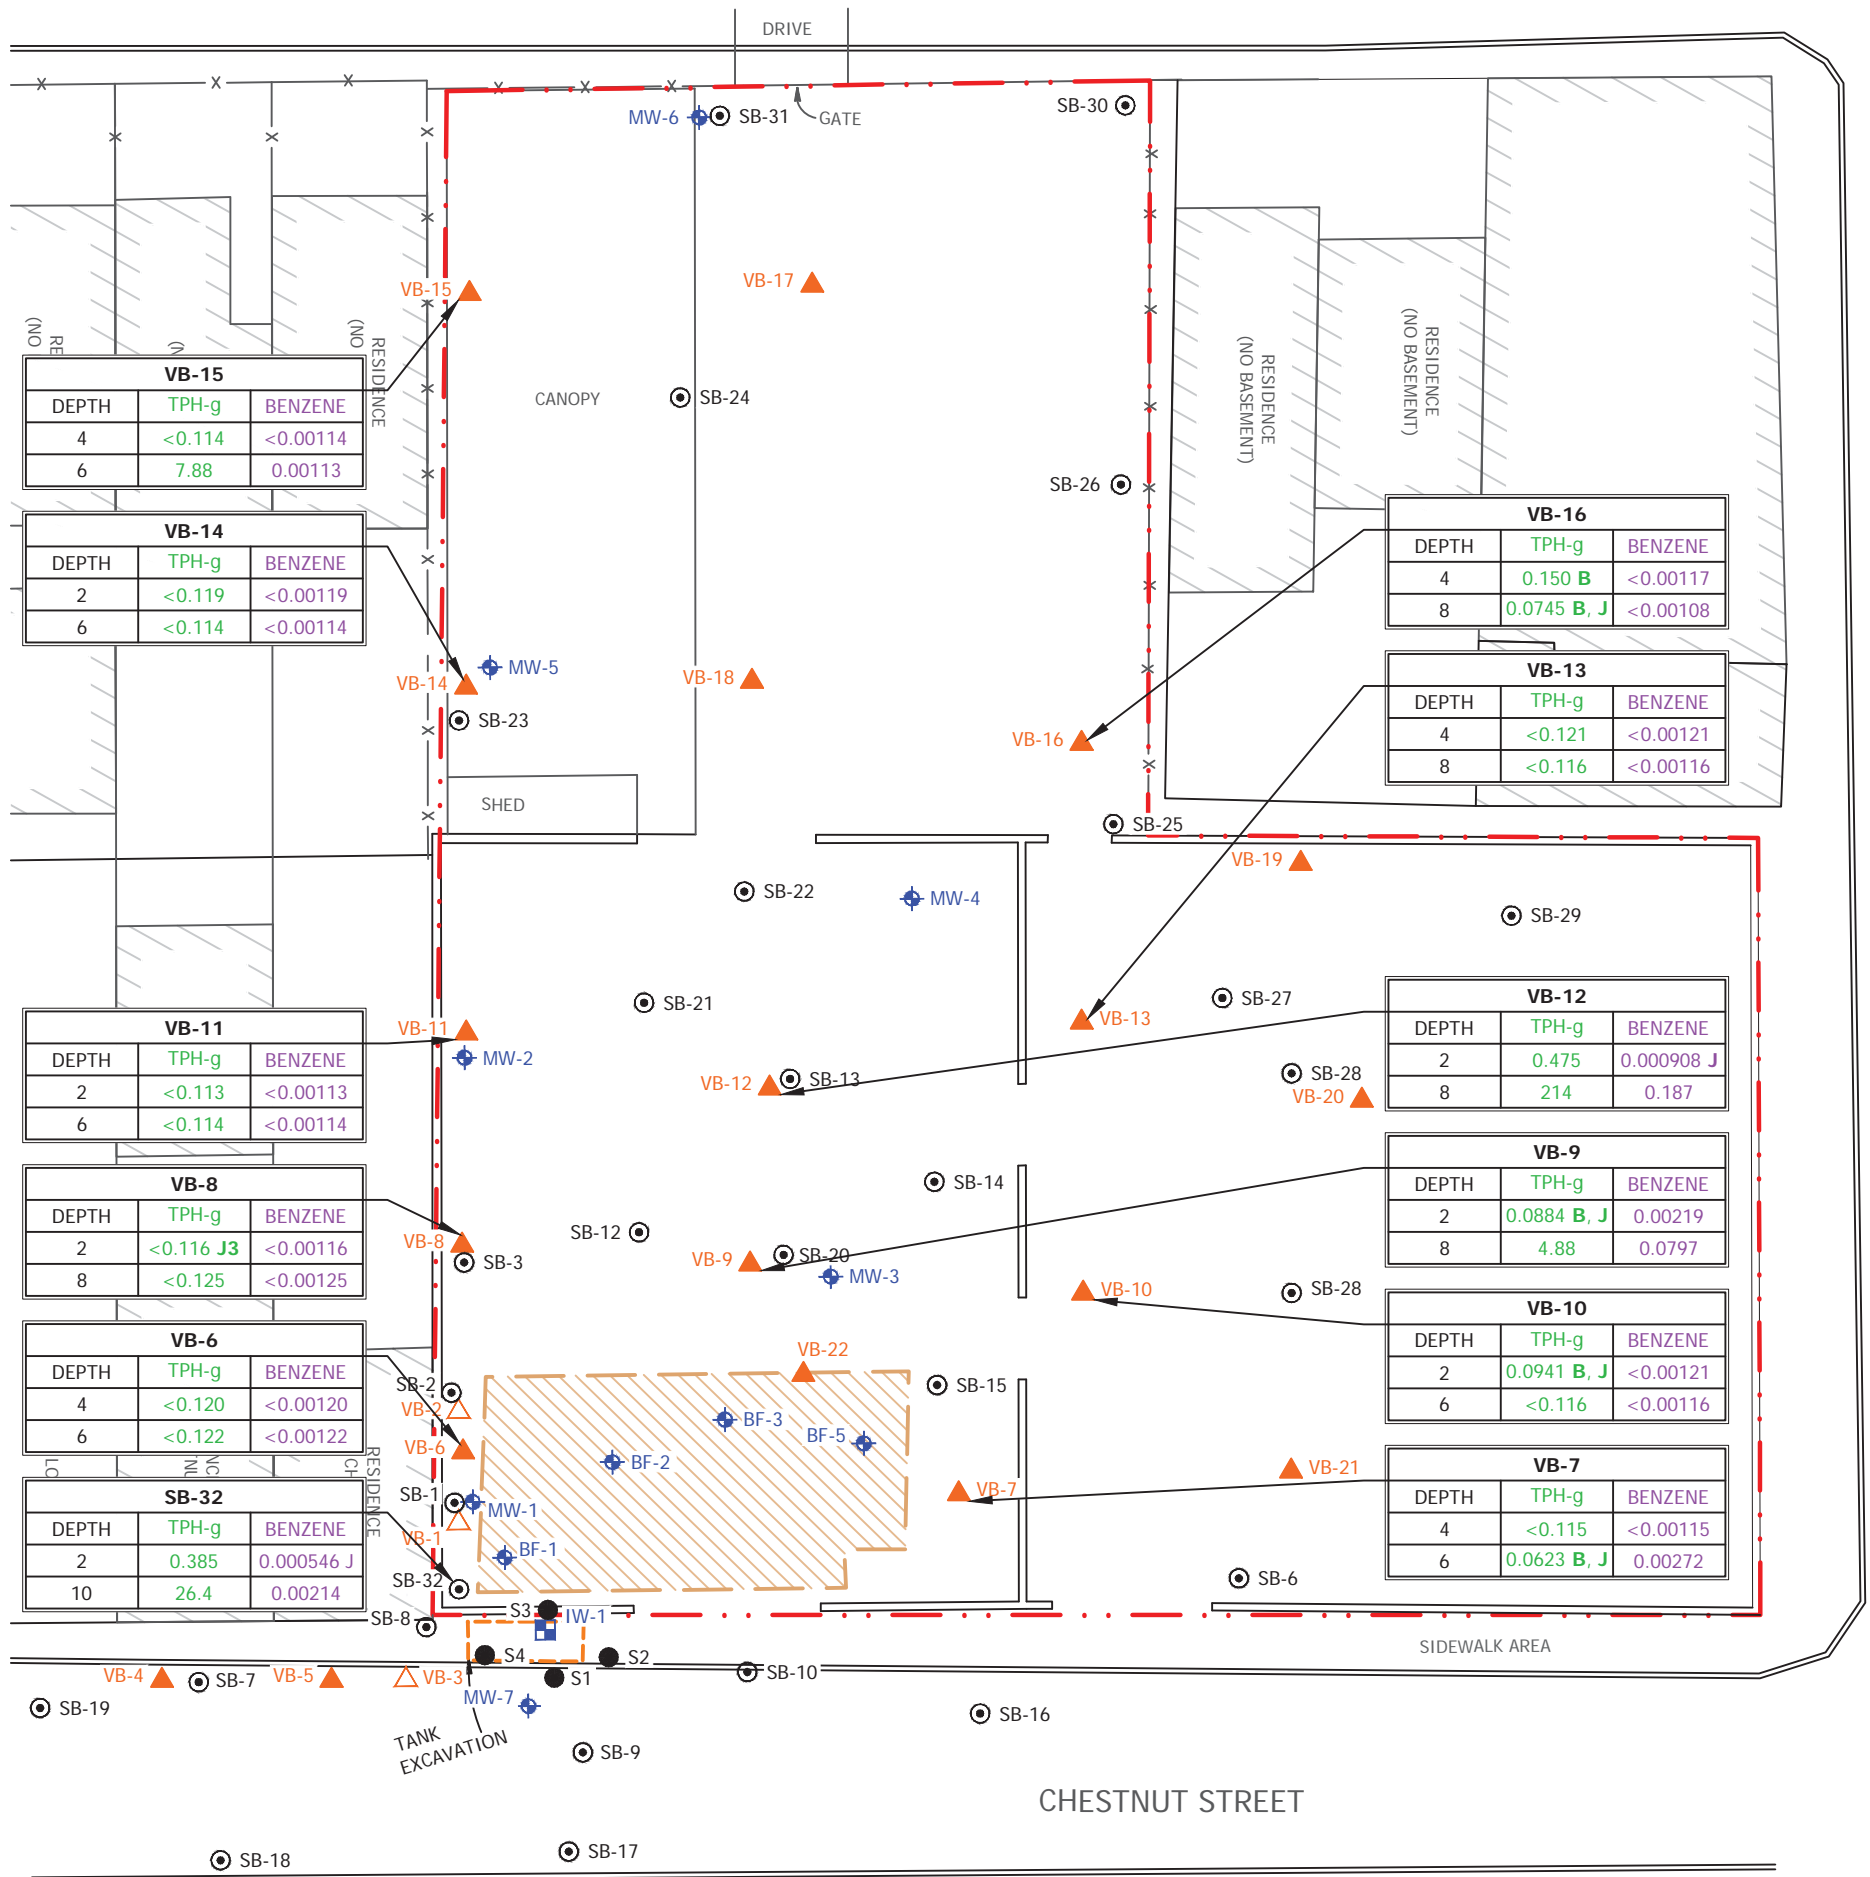 DRIVE
MW-6
SB-31
GATE
SB-30
VB-15
VB-17
RESIDENCE
(NO
RE
(NO
(N
RESIDENCE
(NO BASEMENT)
RESIDENCE
(NO BASEMENT)
VB-15
DEPTH TPH-g BENZENE
4 <0.114 <0.00114
6 7.88 0.00113
CANOPY
SB-24
SB-26
VB-14
DEPTH TPH-g BENZENE
2 <0.119 <0.00119
6 <0.114 <0.00114
VB-16
DEPTH TPH-g BENZENE
4 0.150 B <0.00117
8 0.0745 B, J <0.00108
MW-5
VB-14
VB-18
SB-23
VB-16
VB-13
DEPTH TPH-g BENZENE
4 <0.121 <0.00121
8 <0.116 <0.00116
SHED
SB-25
VB-19
SB-22
MW-4
SB-29
SB-21
SB-27
VB-11
DEPTH TPH-g BENZENE
2 <0.113 <0.00113
6 <0.114 <0.00114
VB-11
MW-2
VB-13
VB-12
SB-13
SB-28
VB-20
VB-12
DEPTH TPH-g BENZENE
2 0.475 0.000908 J
8 214 0.187
VB-8
DEPTH TPH-g BENZENE
2 <0.116 J3 <0.00116
8 <0.125 <0.00125
SB-14
SB-12
VB-8
SB-3
VB-9
SB-20
MW-3
VB-9
DEPTH TPH-g BENZENE
2 0.0884 B, J 0.00219
8 4.88 0.0797
VB-10
SB-28
VB-10
DEPTH TPH-g BENZENE
2 0.0941 B, J <0.00121
6 <0.116 <0.00116
VB-6
DEPTH TPH-g BENZENE
4 <0.120 <0.00120
6 <0.122 <0.00122
VB-22
SB-2
VB-2
SB-15
VB-6
BF-3
BF-5
BF-2
VB-21
VB-7
VB-7
DEPTH TPH-g BENZENE
4 <0.115 <0.00115
6 0.0623 B, J 0.00272
RESIDENCE
CH
NC
LC
SB-32
DEPTH TPH-g BENZENE
2 0.385 0.000546 J
10 26.4 0.00214
SB-1
MW-1
VB-1
BF-1
SB-32
SB-6
S3
IW-1
SB-8
S4
S2
SIDEWALK AREA
VB-4
SB-7
VB-5
VB-3
S1
SB-10
MW-7
SB-19
SB-16
TANK
EXCAVATION
SB-9
CHESTNUT STREET
SB-17
SB-18